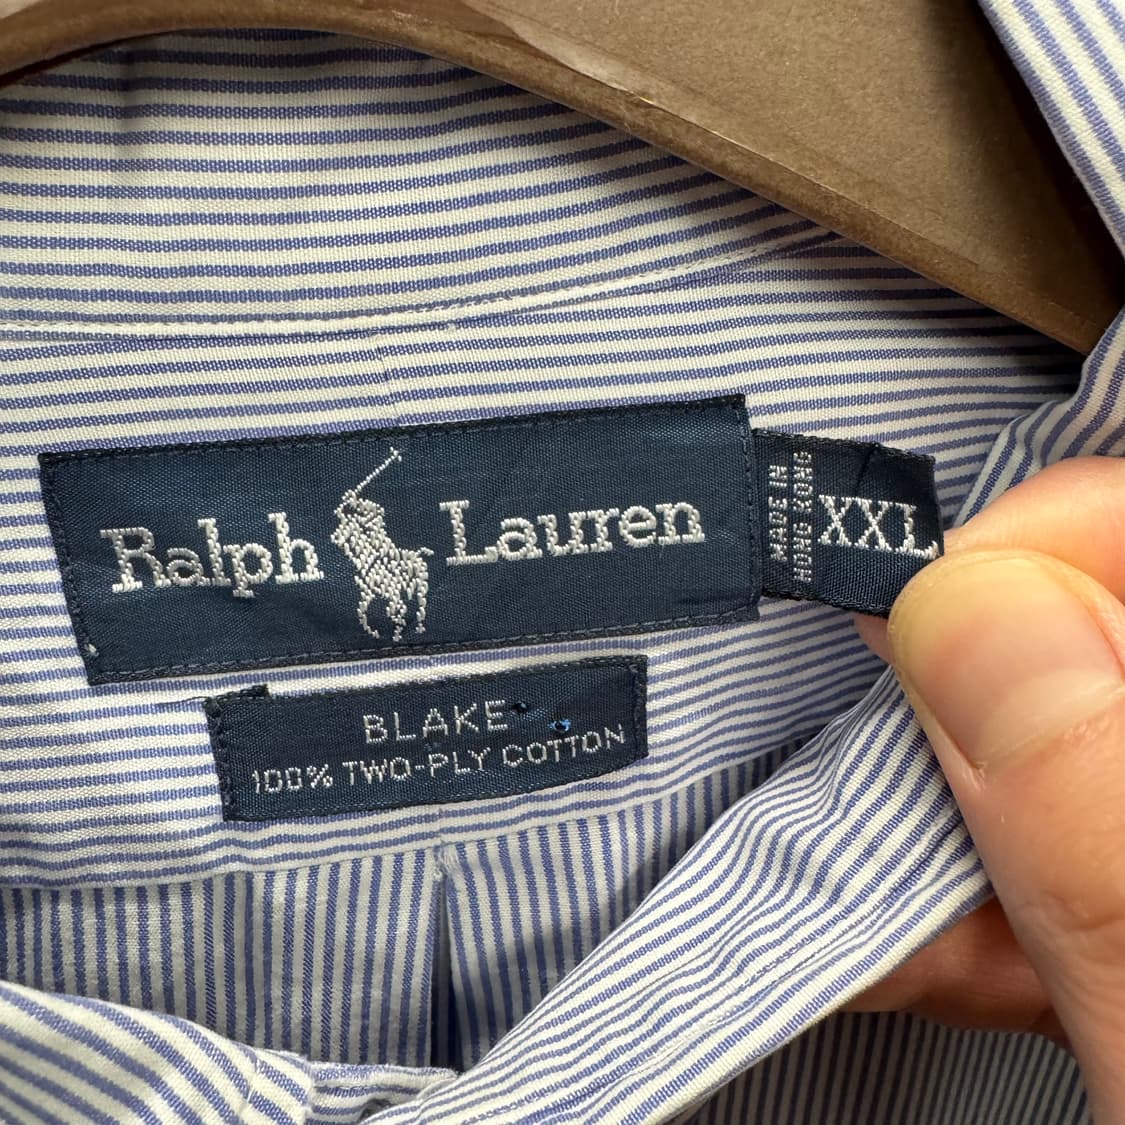 Ralph Lauren
MADE IN
HONG KONG
XXL
BLAKE
100% TWO-PLY COTTON